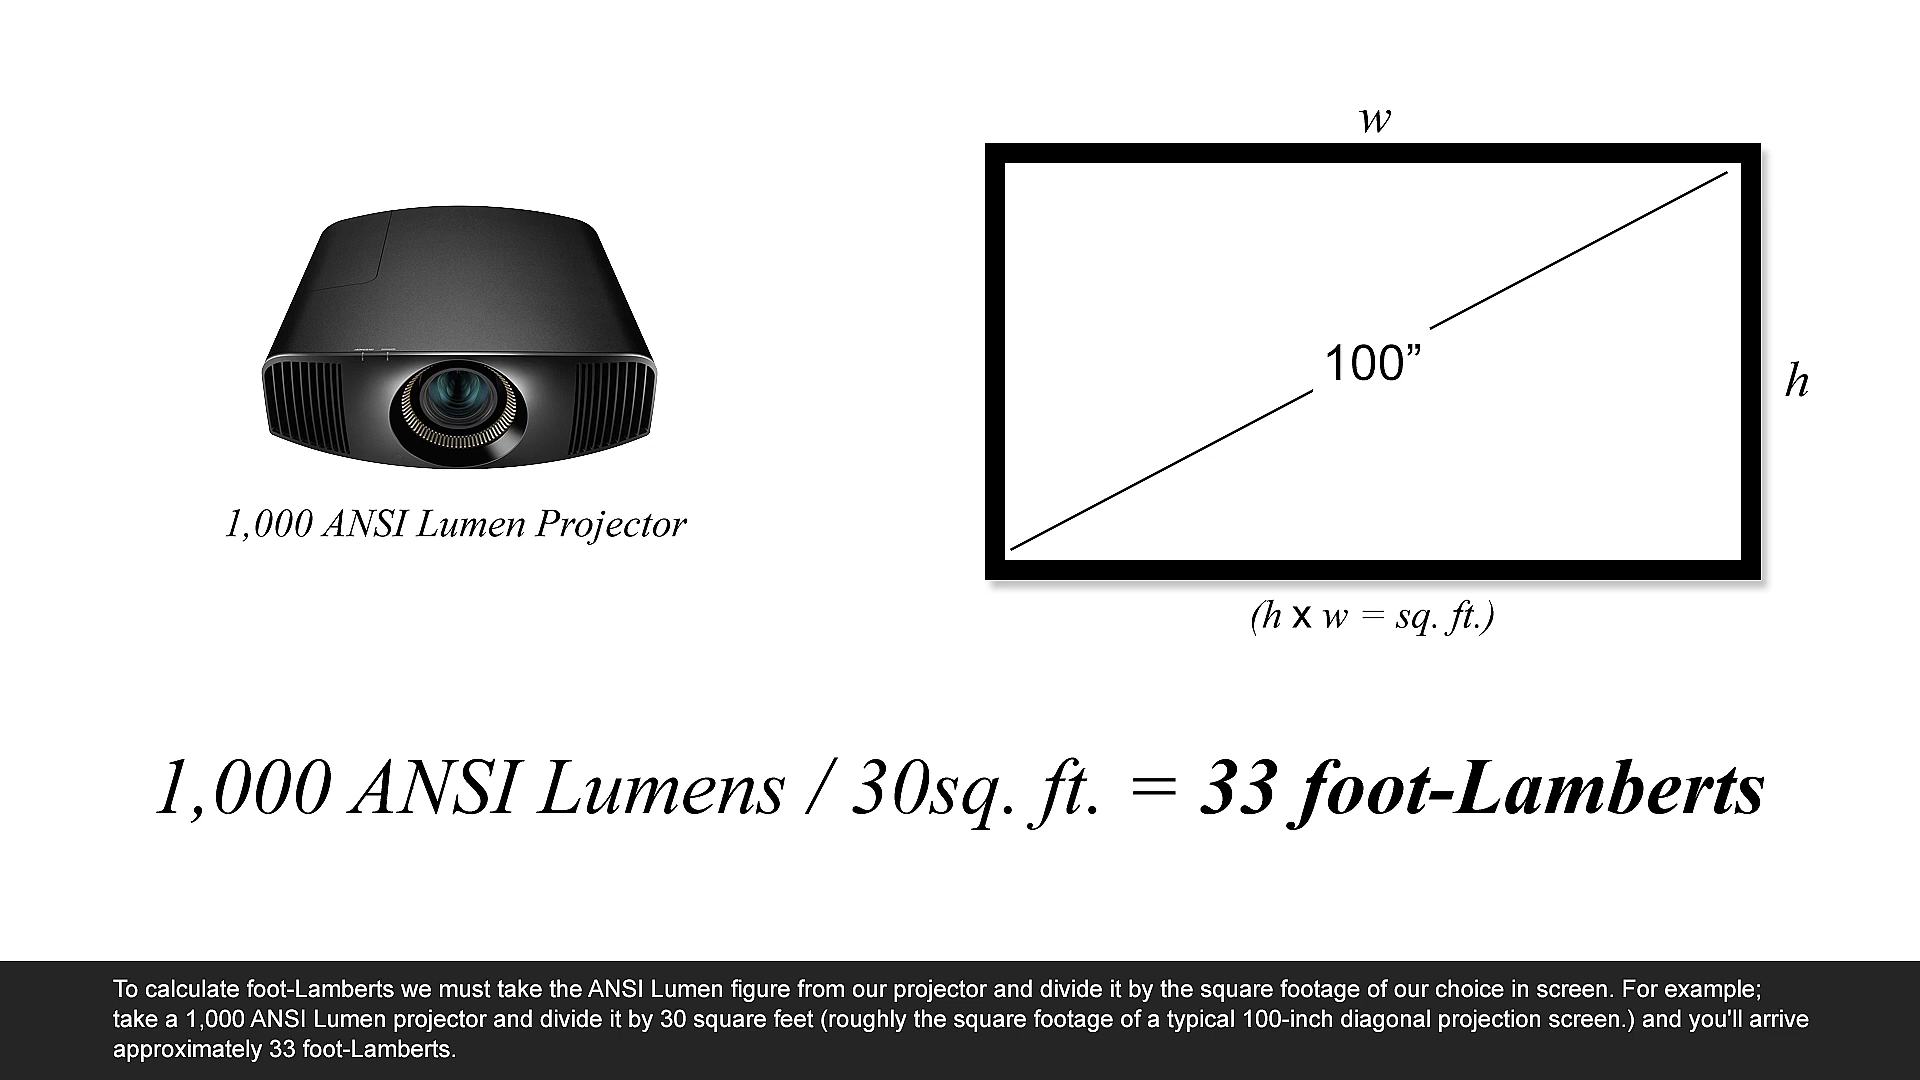 w
100”
h
1,000 ANSI Lumen Projector
(h x w = sq. ft.)
1,000 ANSI Lumens / 30sq. ft. = 33 foot-Lamberts
To calculate foot-Lamberts we must take the ANSI Lumen figure from our projector and divide it by the square footage of our choice in screen. For example;
take a 1,000 ANSI Lumen projector and divide it by 30 square feet (roughly the square footage of a typical 100-inch diagonal projection screen.) and you'll arrive
approximately 33 foot-Lamberts.